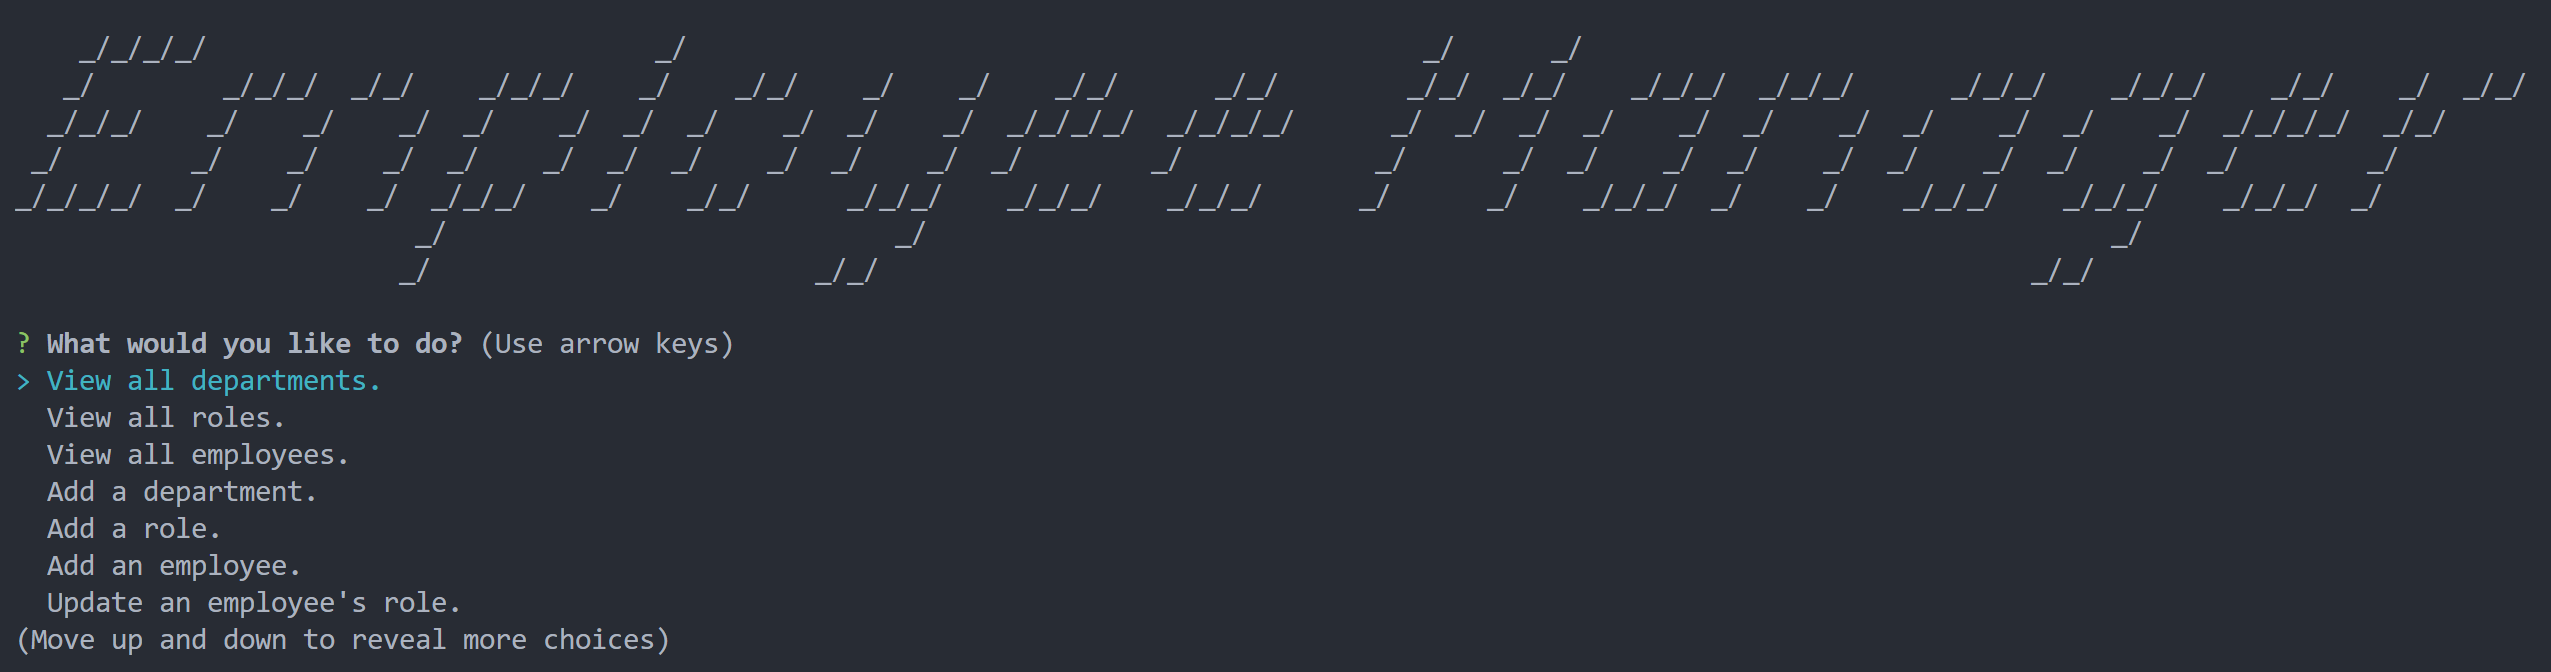 Employee Manager
? What would you like to do? (Use arrow keys)
> View all departments.
View all roles.
View all employees.
Add a department.
Add a role.
Add an employee.
Update an employee's role.
(Move up and down to reveal more choices)